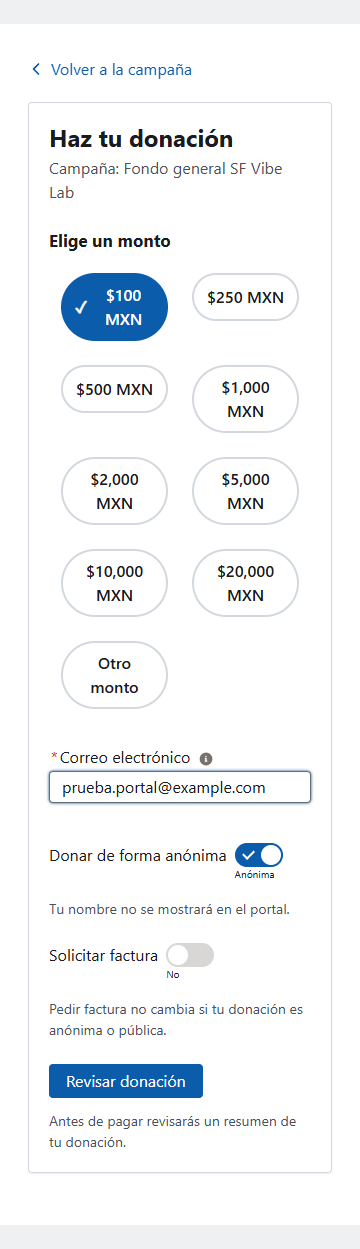 Volver a la campaña
Haz tu donación
Campaña: Fondo general SF Vibe
Lab
Elige un monto
$100
MXN
$250 MXN
$500 MXN
$1,000
MXN
$2,000
MXN
$5,000
MXN
$10,000
MXN
$20,000
MXN
Otro
monto
* Correo electrónico
prueba.portal@example.com
Donar de forma anónima
Anónima
Tu nombre no se mostrará en el portal.
Solicitar factura
No
Pedir factura no cambia si tu donación es
anónima o pública.
Revisar donación
Antes de pagar revisarás un resumen de
tu donación.